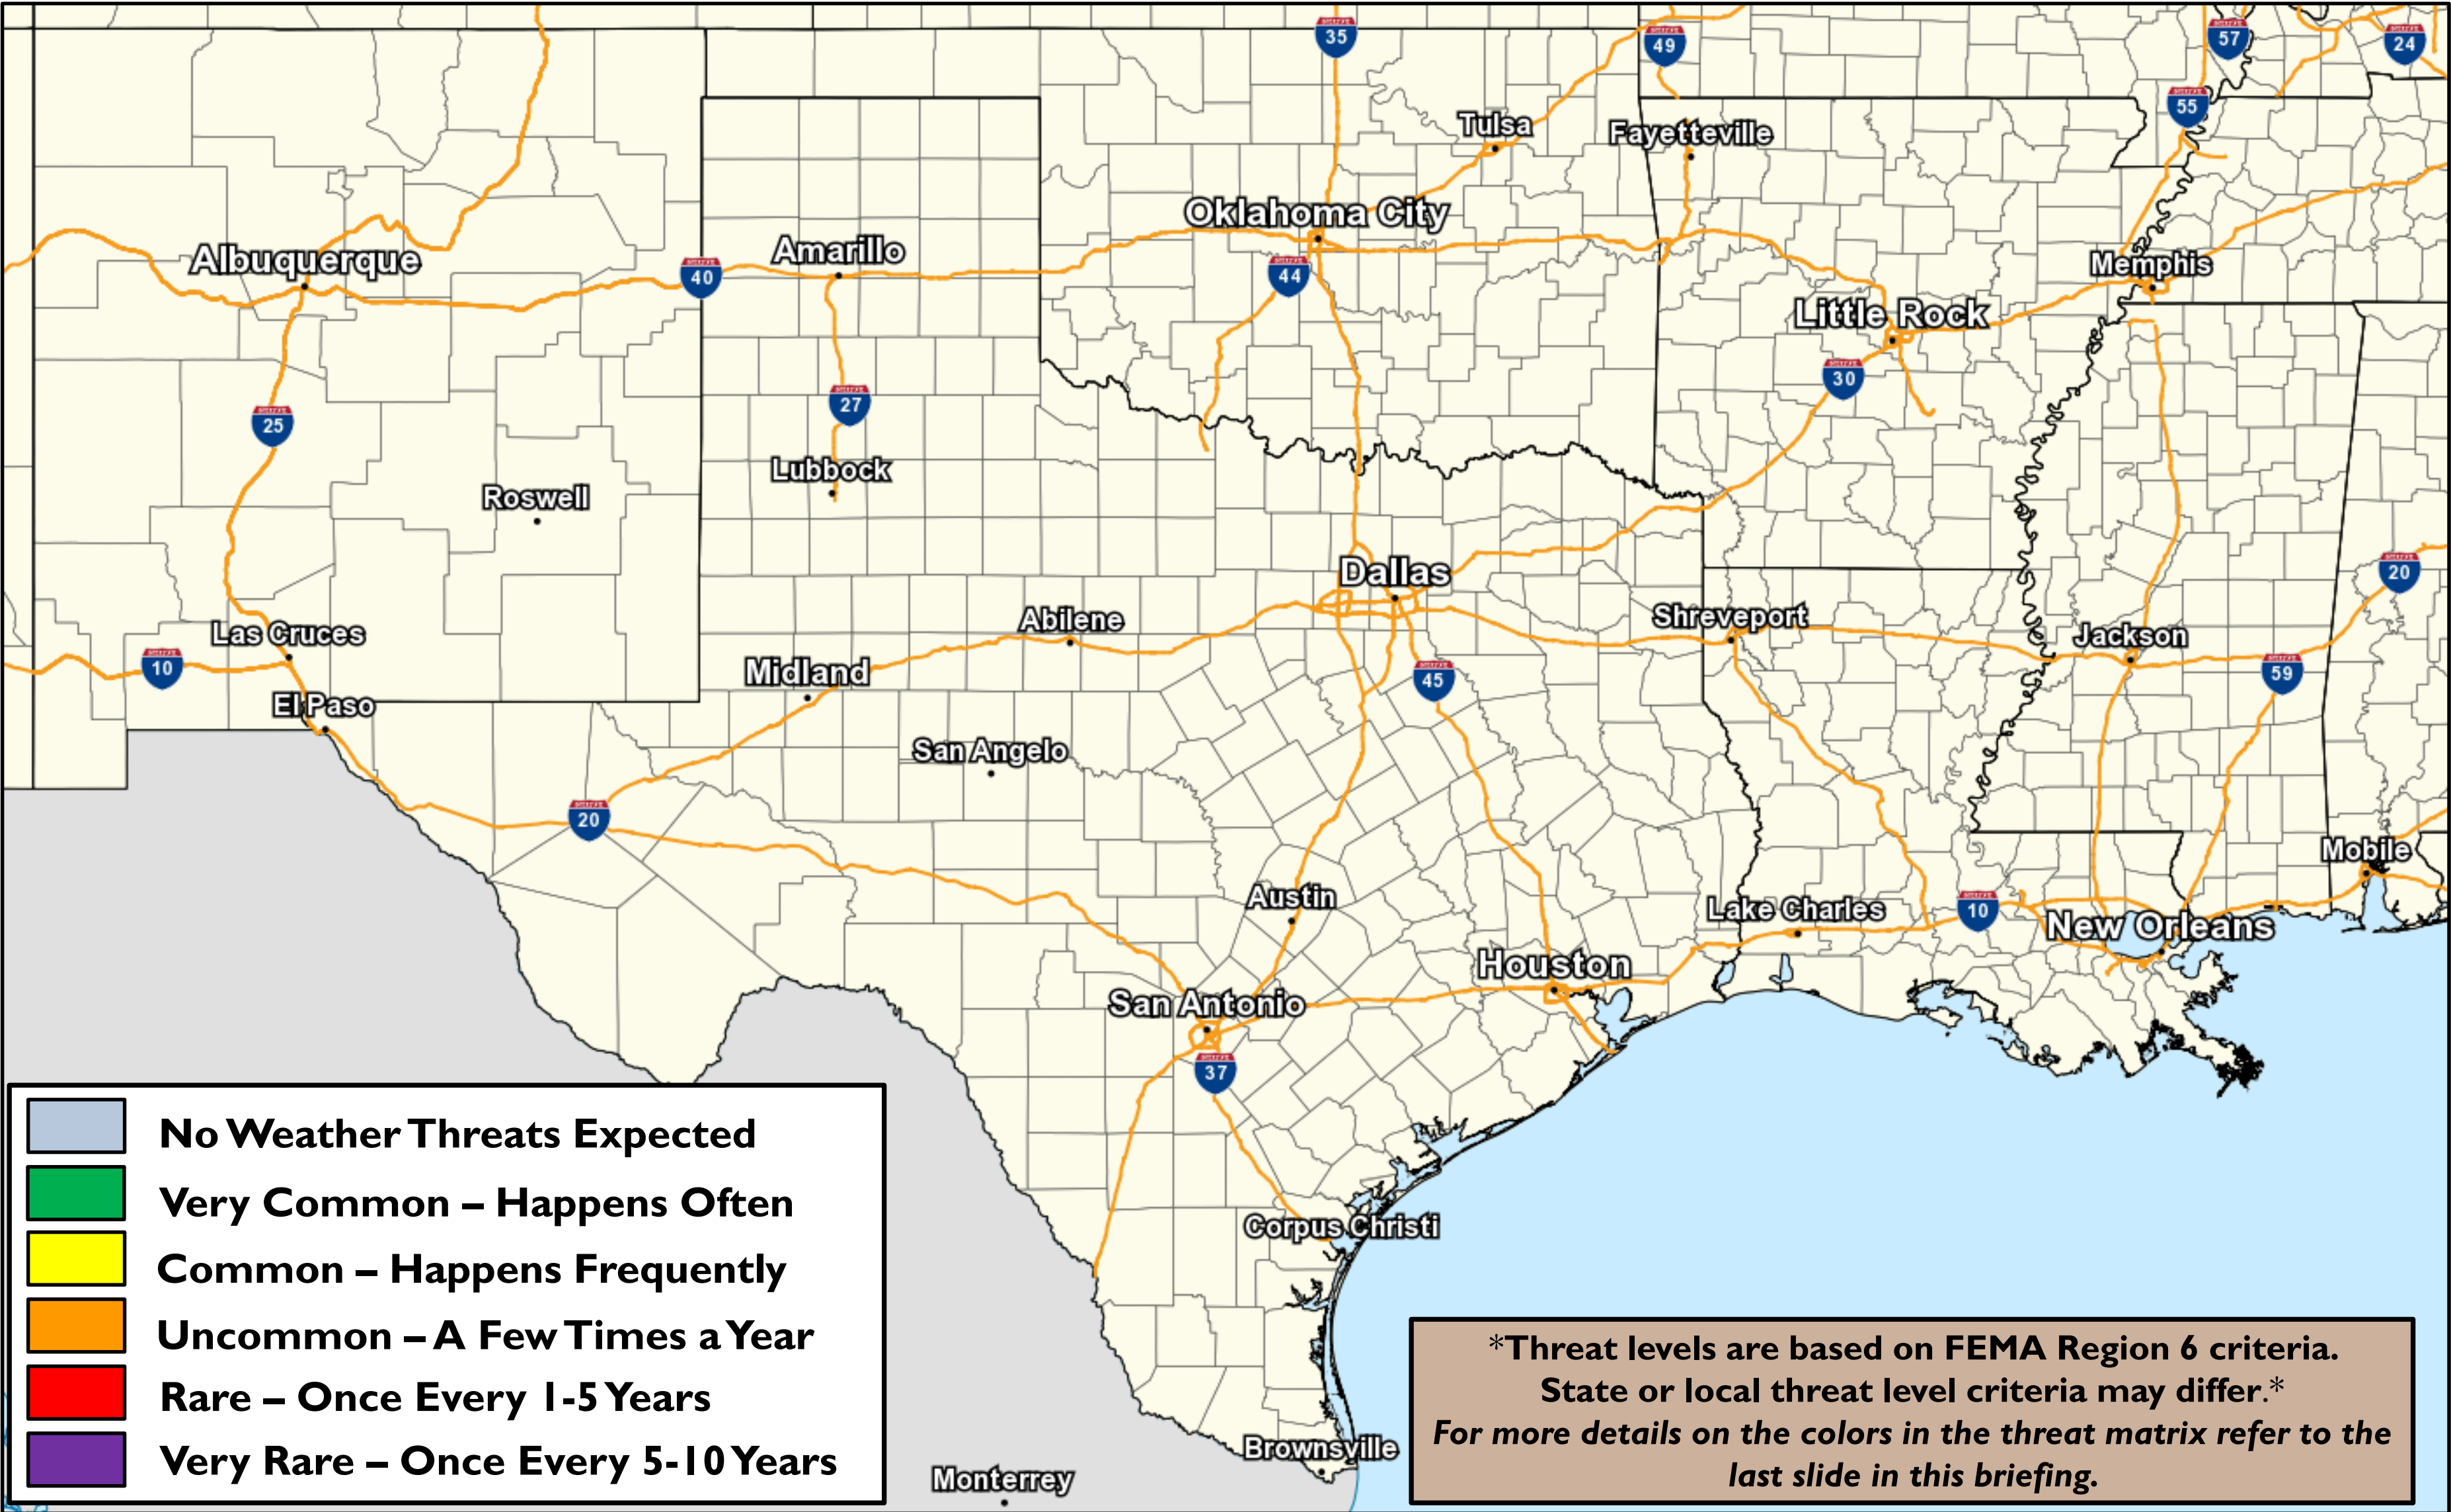 35
49
57
24
55
Tulsa
Fayetteville
Oklahoma City
Albuquerque
Amarillo
40
44
Memphis
Little Rock
30
27
25
Lubbock
Roswell
Dallas
20
Abilene
Shreveport
Las Cruces
Jackson
10
Midland
45
59
El Paso
San Angelo
20
Mobile
Austin
Lake Charles
10
New Orleans
Houston
San Antonio
37
Corpus Christi
Brownsville
Monterrey
No Weather Threats Expected
Very Common – Happens Often
Common – Happens Frequently
Uncommon – A Few Times a Year
Rare – Once Every 1-5 Years
Very Rare – Once Every 5-10 Years
*Threat levels are based on FEMA Region 6 criteria.
State or local threat level criteria may differ.*
For more details on the colors in the threat matrix refer to the
last slide in this briefing.